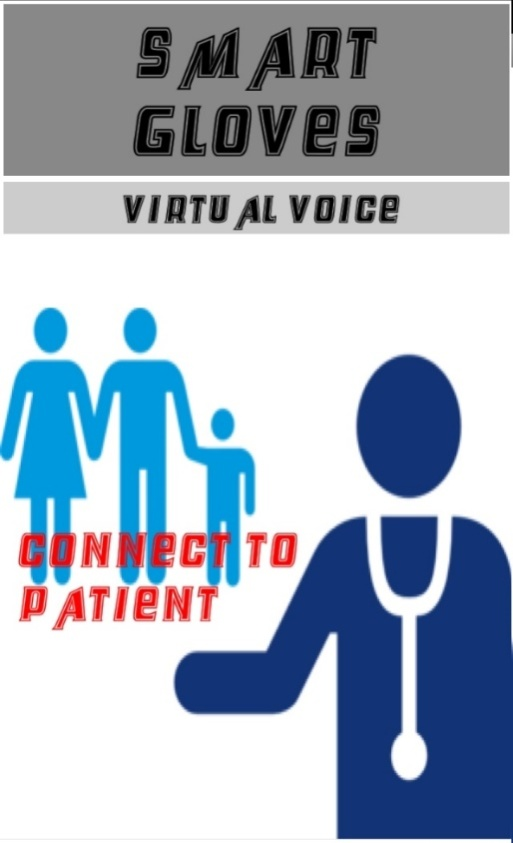 SMART
GLOVeS
VIRTUAL VOICe
CONNeCT TO
PATIeNT